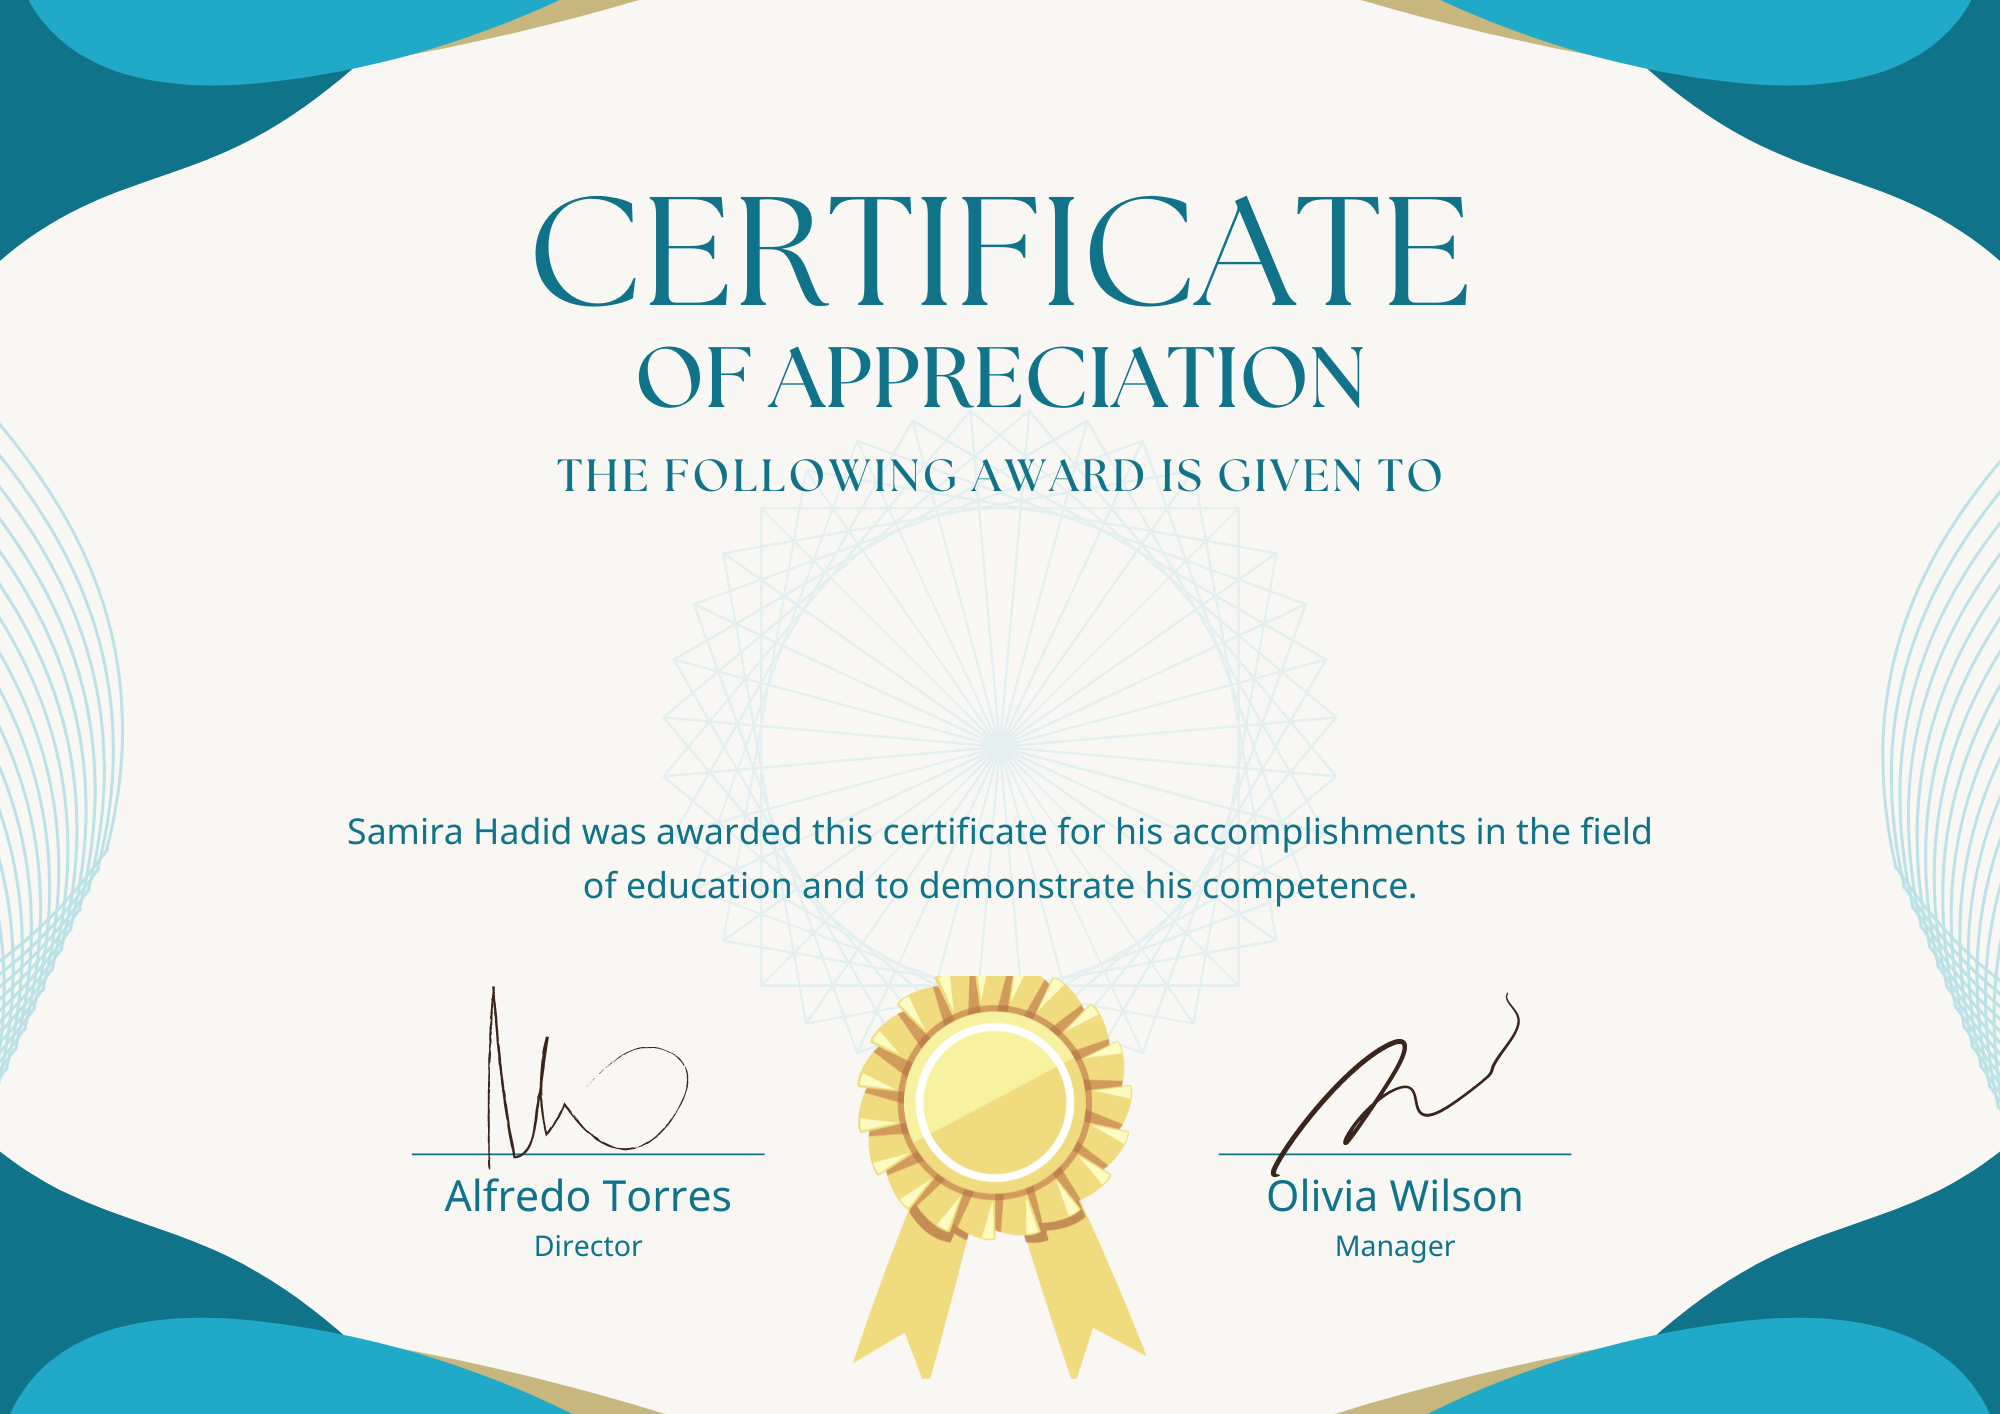 CERTIFICATE
OF APPRECIATION
THE FOLLOWING AWARD IS GIVEN TO
Samira Hadid was awarded this certificate for his accomplishments in the field
of education and to demonstrate his competence.
Alfredo Torres
Director
Olivia Wilson
Manager